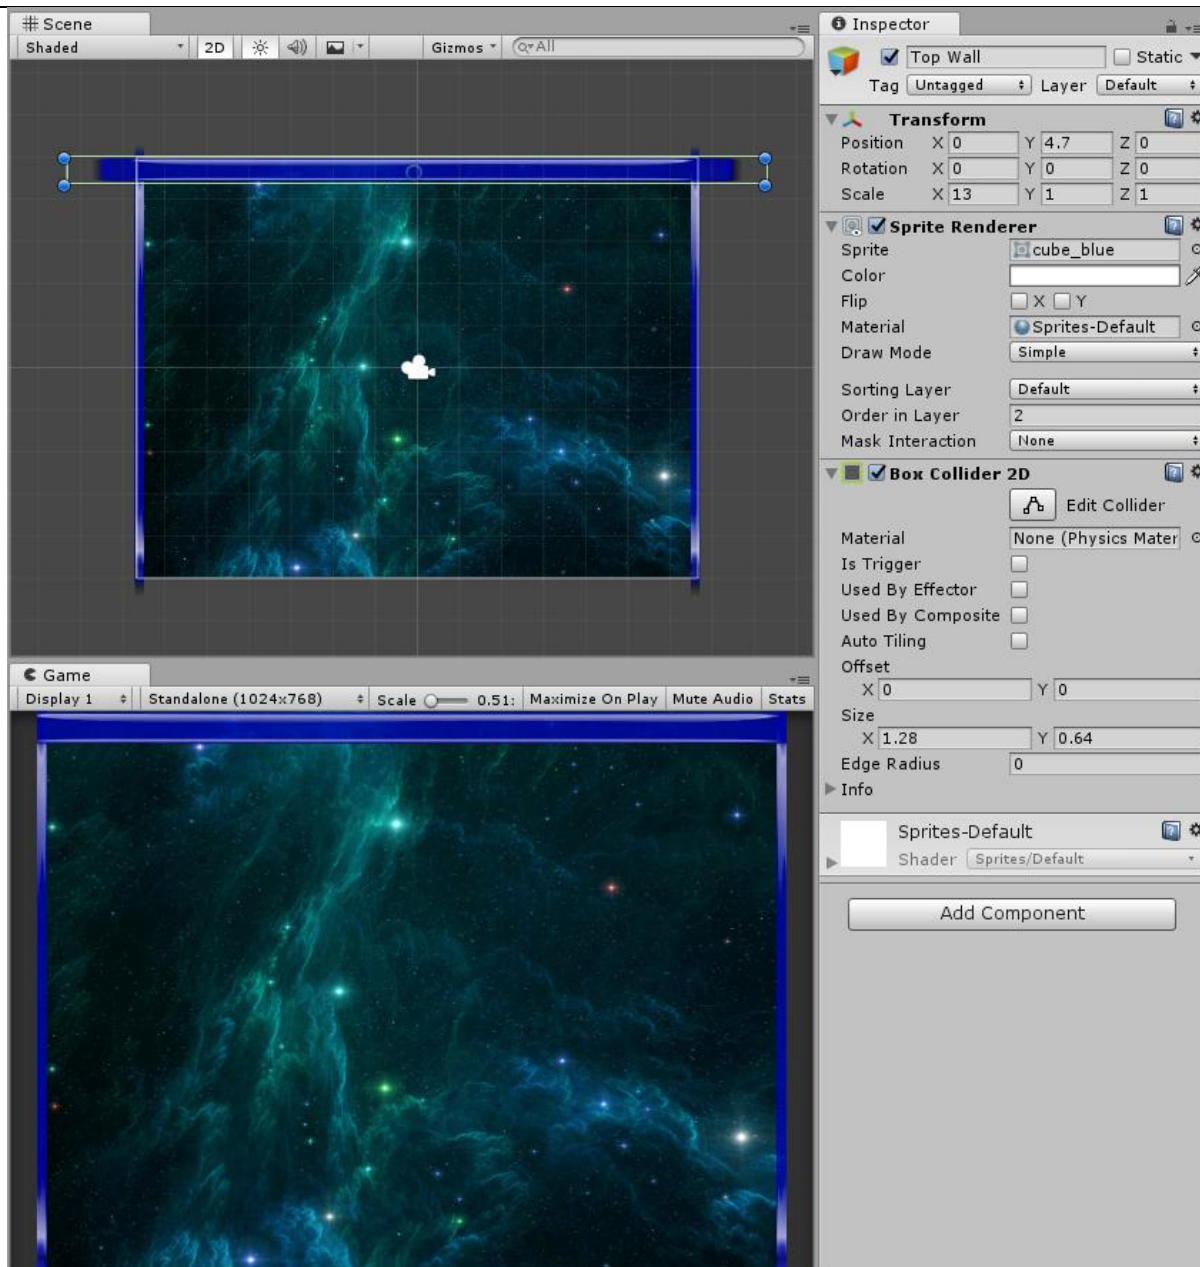 Scene
Shaded 2D Gizmos All
Game
Display 1 Standalone (1024x768) Scale 0.51: Maximize On Play Mute Audio Stats
Inspector
Top Wall Static
Tag Untagged Layer Default
Transform
Position X 0 Y 4.7 Z 0
Rotation X 0 Y 0 Z 0
Scale X 13 Y 1 Z 1
Sprite Renderer
Sprite cube_blue
Color
Flip X Y
Material Sprites-Default
Draw Mode Simple
Sorting Layer Default
Order in Layer 2
Mask Interaction None
Box Collider 2D
Edit Collider
Material None (Physics Mater
Is Trigger
Used By Effector
Used By Composite
Auto Tiling
Offset
X 0 Y 0
Size
X 1.28 Y 0.64
Edge Radius 0
Info
Sprites-Default
Shader Sprites/Default
Add Component